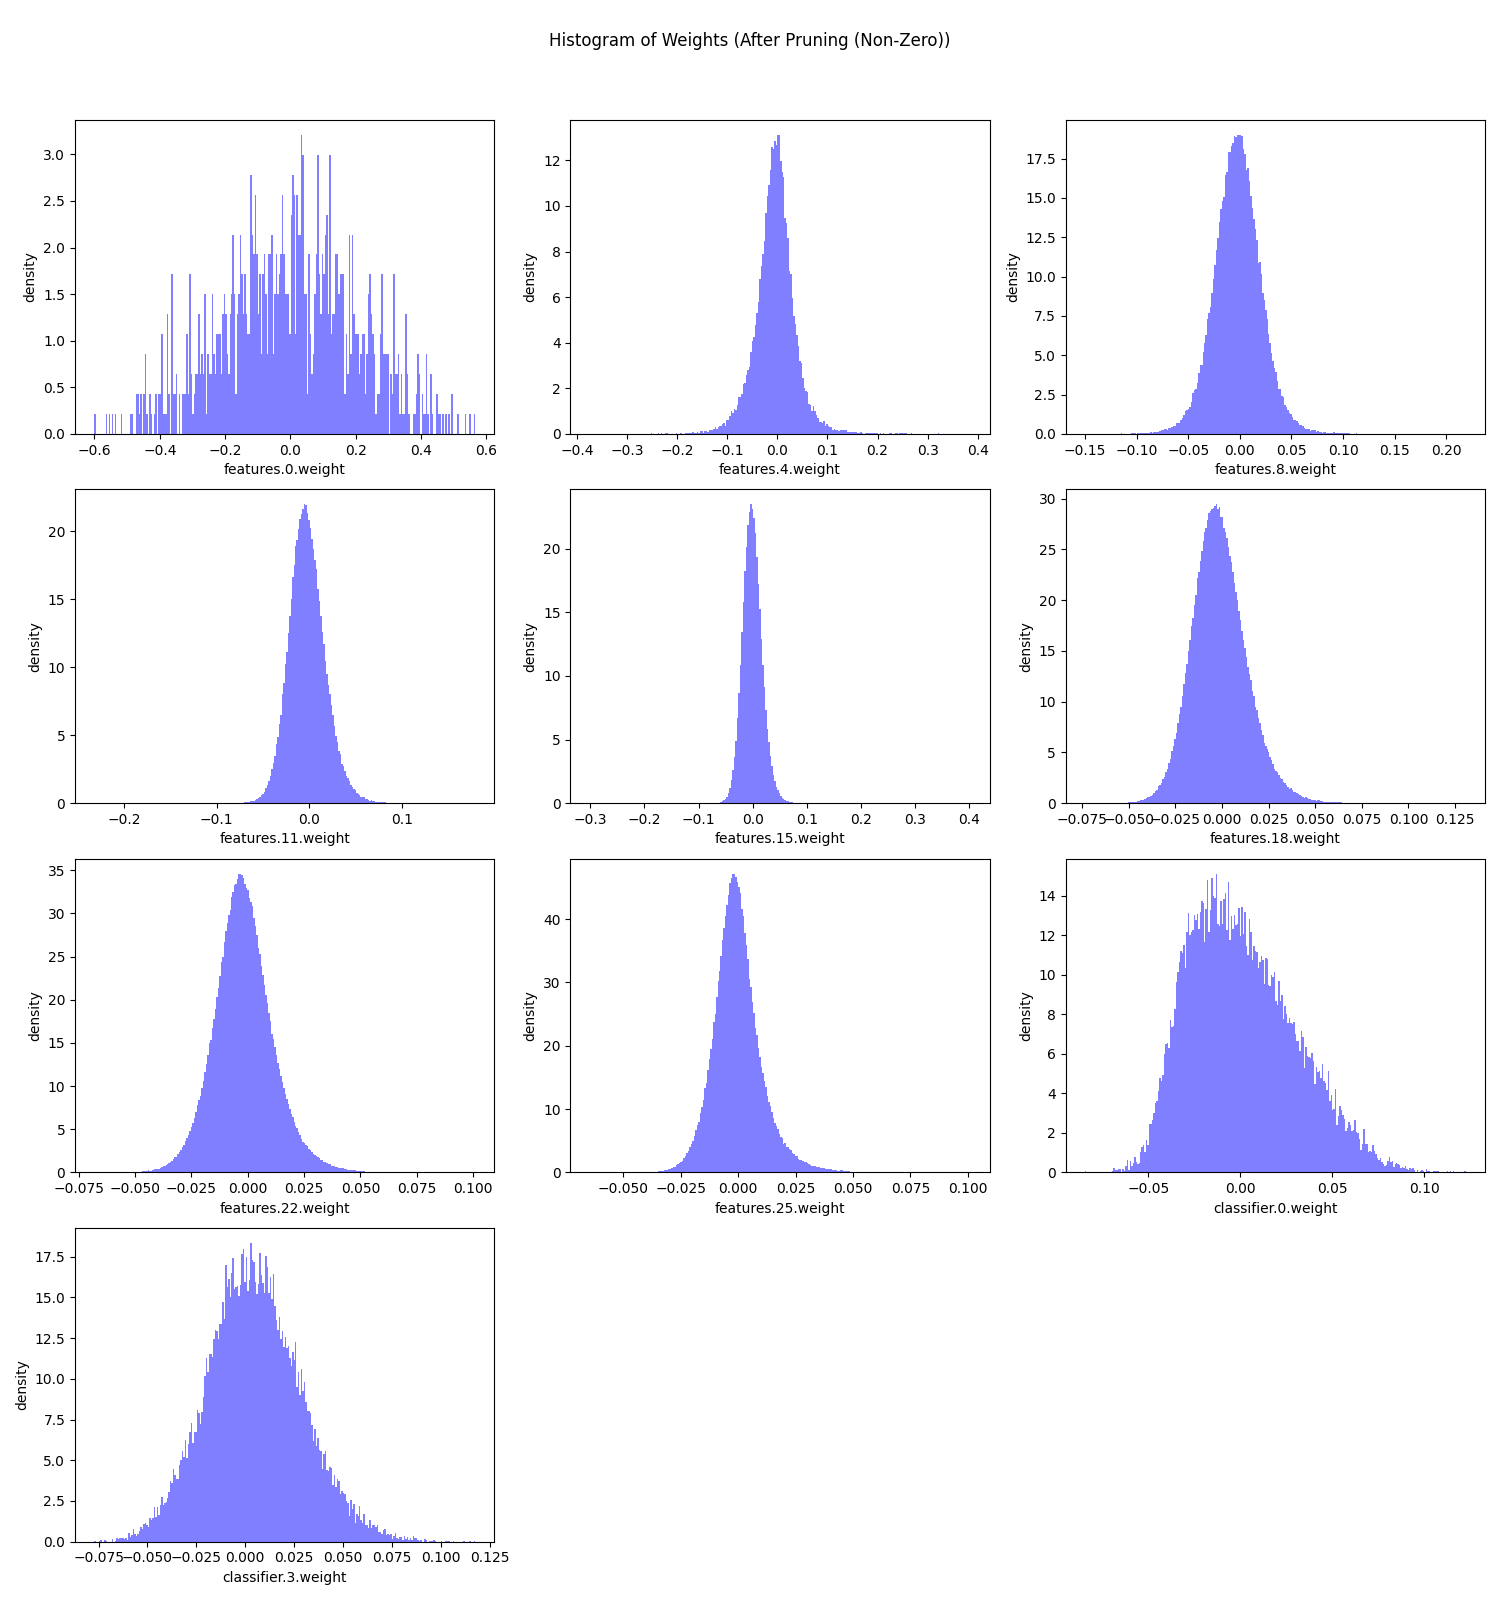 Histogram of Weights (After Pruning (Non-Zero))
density
3.0
2.5
2.0
1.5
1.0
0.5
0.0
−0.6 −0.4 −0.2 0.0 0.2 0.4 0.6
features.0.weight
density
12
10
8
6
4
2
0
−0.4 −0.3 −0.2 −0.1 0.0 0.1 0.2 0.3 0.4
features.4.weight
density
17.5
15.0
12.5
10.0
7.5
5.0
2.5
0.0
−0.15 −0.10 −0.05 0.00 0.05 0.10 0.15 0.20
features.8.weight
density
20
15
10
5
0
−0.2 −0.1 0.0 0.1
features.11.weight
density
20
15
10
5
0
−0.3 −0.2 −0.1 0.0 0.1 0.2 0.3 0.4
features.15.weight
density
30
25
20
15
10
5
0
−0.075 −0.050 −0.025 0.000 0.025 0.050 0.075 0.100 0.125
features.18.weight
density
35
30
25
20
15
10
5
0
−0.075 −0.050 −0.025 0.000 0.025 0.050 0.075 0.100
features.22.weight
density
40
30
20
10
0
−0.050 −0.025 0.000 0.025 0.050 0.075 0.100
features.25.weight
density
14
12
10
8
6
4
2
0
−0.05 0.00 0.05 0.10
classifier.0.weight
density
17.5
15.0
12.5
10.0
7.5
5.0
2.5
0.0
−0.075 −0.050 −0.025 0.000 0.025 0.050 0.075 0.100 0.125
classifier.3.weight